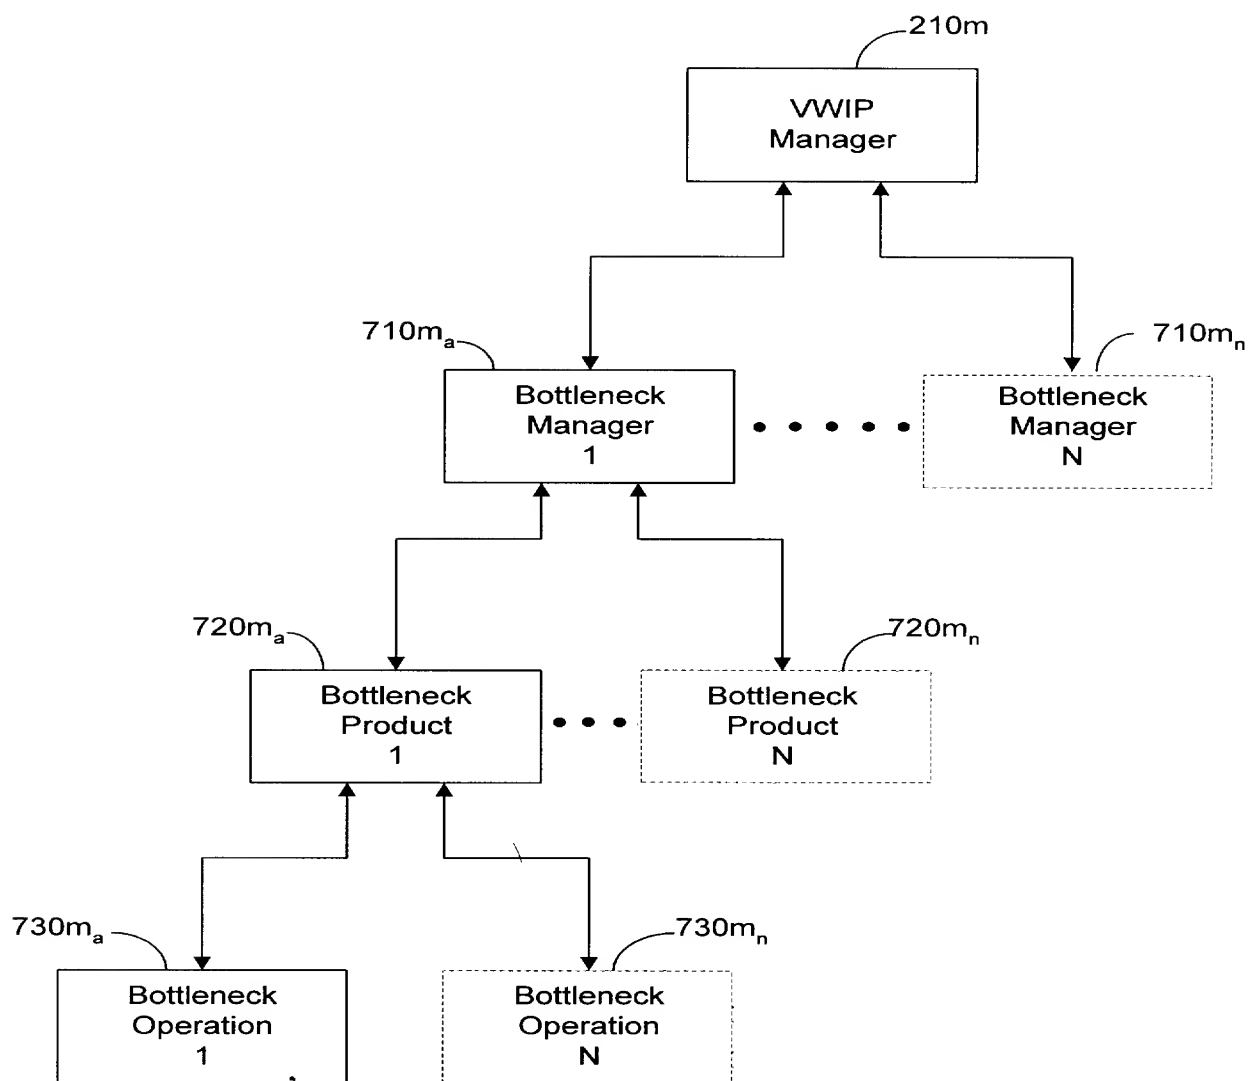 210m
VWIP
Manager
710mₐ
710mₙ
Bottleneck
Manager
1
Bottleneck
Manager
N
720mₐ
720mₙ
Bottleneck
Product
1
Bottleneck
Product
N
730mₐ
730mₙ
Bottleneck
Operation
1
Bottleneck
Operation
N